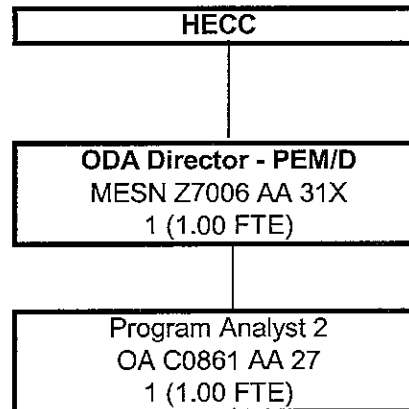 HECC
ODA Director - PEM/D
MESN Z7006 AA 31X
1 (1.00 FTE)
Program Analyst 2
OA C0861 AA 27
1 (1.00 FTE)